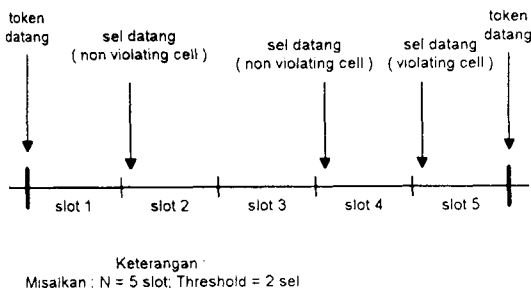 token datang
sel datang ( non violating cell )
sel datang ( non violating cell )
sel datang ( violating cell )
token datang
slot 1 slot 2 slot 3 slot 4 slot 5
Keterangan :
Misalkan : N = 5 slot; Threshold = 2 sel